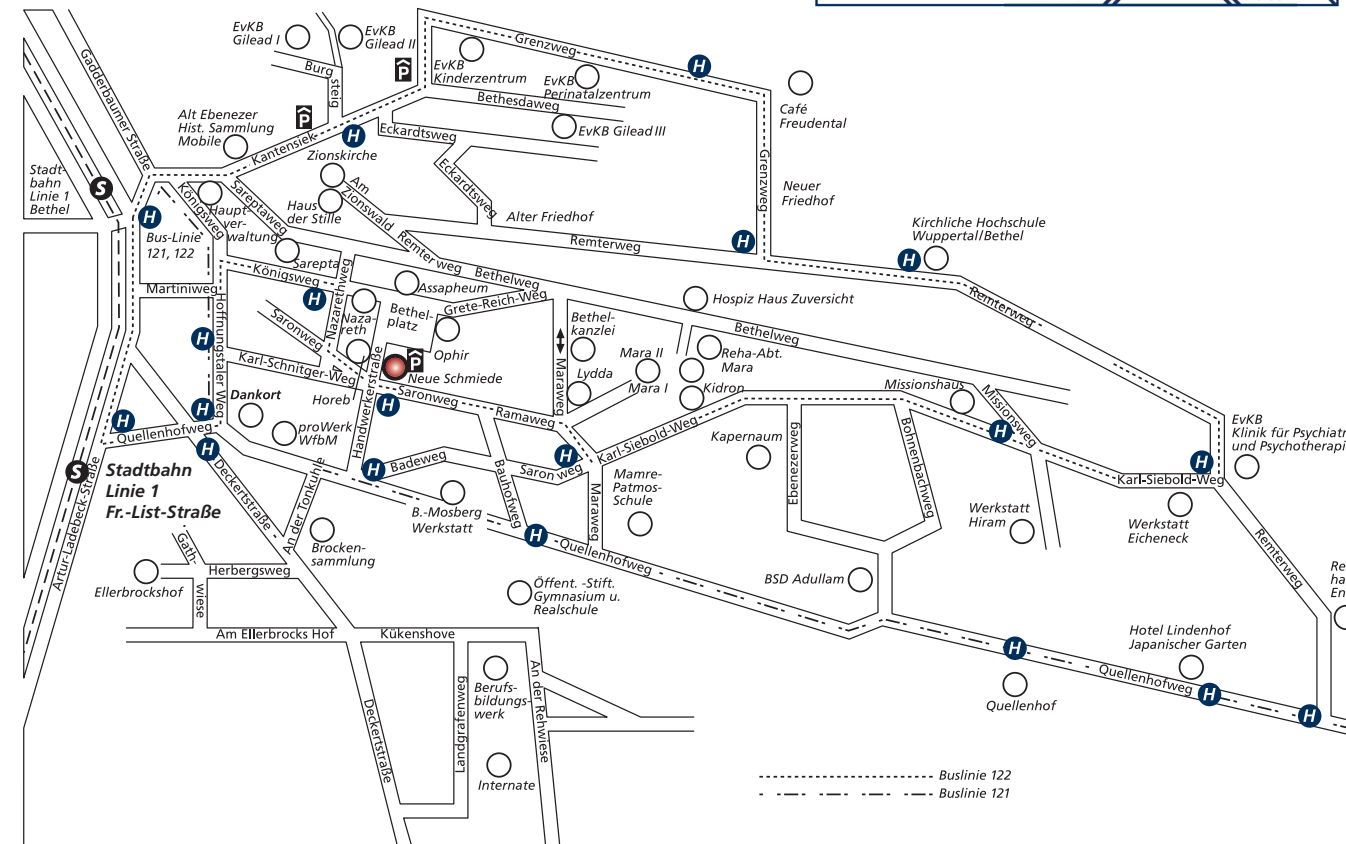 EvKB
Gilead I
EvKB
Gilead II
Burg
steig
P
EvKB
Kinderzentrum
Grenzweg
H
EvKB
Perinatalzentrum
Café
Freudental
Gadderbaumer Straße
Alt Ebenezer
Hist. Sammlung
Mobile
P
Bethesdaweg
EvKB Gilead III
Kantensiek
H
Eckardtsweg
Zionskirche
Eckardtsweg
Grenzweg
Stadt-
bahn
Linie 1
Bethel
S
Königsweg
Sareptaweg
Am
Zionswald
Haus
der Stille
Neuer
Friedhof
H
Haupt-
ver-
waltung
Alter Friedhof
Kirchliche Hochschule
Wuppertal/Bethel
Bus-Linie
121, 122
Remterweg
H
H
Remter weg
Sarepta
Königsweg
Nazarethweg
Bethelweg
Assapheum
Grete-Reich-Weg
Martiniweg
Hoffnungstaler Weg
H
Hospiz Haus Zuversicht
Remterweg
Saronweg
Naza-
reth
Bethel-
platz
Bethel-
kanzlei
Bethelweg
H
Karl-Schnitger-Weg
Ophir
P
Neue Schmiede
Maraweg
Mara II
Reha-Abt.
Mara
Lydda
Mara I
Kidron
Missionshaus
Missionsweg
Dankort
Horeb
Handwerkerstraße
Saronweg
H
Ramaweg
H
H
Quellenhofweg
proWerk
WfbM
Karl-Siebold-Weg
Kapernaum
Ebenezerweg
Bohnenbachweg
H
EvKB
Klinik für Psychiatr
und Psychotherapi
H
Badeweg
H
Saron weg
H
H
S
Stadtbahn
Linie 1
Fr.-List-Straße
Deckertstraße
An der Tonkuhle
Bauhofweg
Maraweg
Mamre-
Patmos-
Schule
Karl-Siebold-Weg
B.-Mosberg
Werkstatt
Werkstatt
Hiram
Werkstatt
Eicheneck
Artur-Ladebeck-Straße
Gath-
wiese
Brocken-
sammlung
H
Quellenhofweg
Remterweg
Herbergsweg
Ellerbrockshof
Öffent. -Stift.
Gymnasium u.
Realschule
BSD Adullam
Re
ha
En
Am Ellerbrocks Hof
Kükenshove
Hotel Lindenhof
Japanischer Garten
H
Quellenhofweg
H
H
Quellenhof
Deckertstraße
Landgrafenweg
Berufs-
bildungs-
werk
An der Rehwiese
Internate
Buslinie 122
Buslinie 121